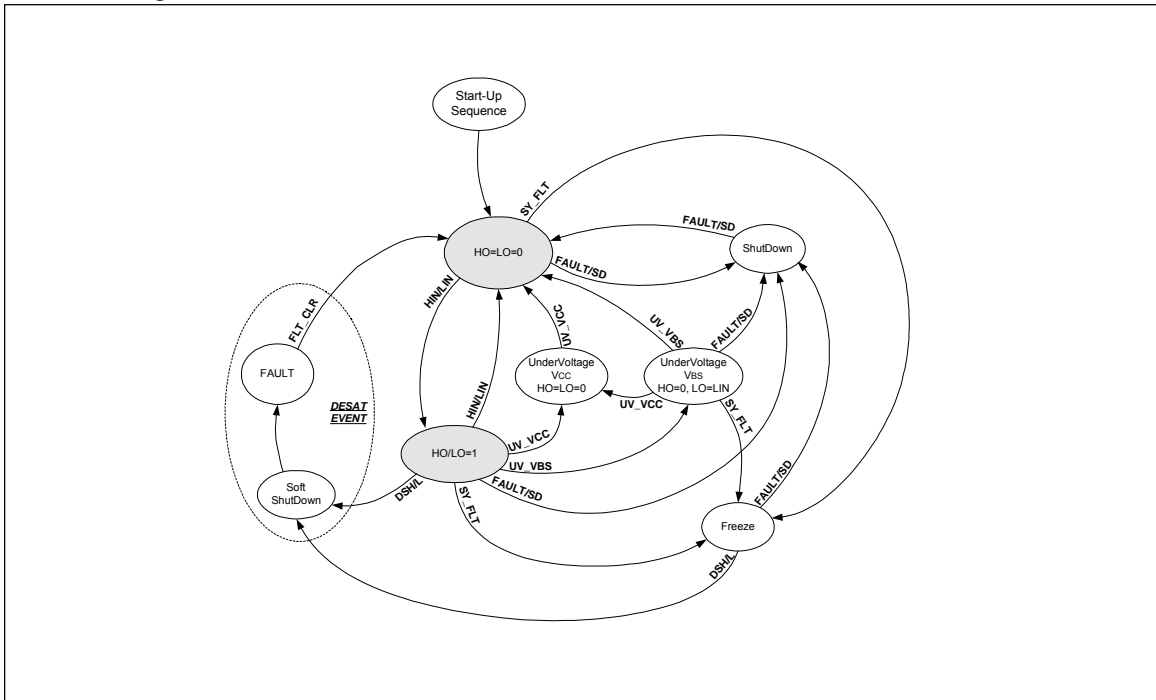 Start-Up
Sequence
SY_FLT
FAULT/SD
ShutDown
HO=LO=0
FAULT/SD
HIN/LIN
FLT_CLR
UV_VCC
UV_VBS
FAULT/SD
UnderVoltage
VCC
HO=LO=0
UnderVoltage
VBS
HO=0, LO=LIN
FAULT
DESAT
EVENT
HIN/LIN
UV_VCC
SY_FLT
UV_VCC
HO/LO=1
UV_VBS
FAULT/SD
FAULT/SD
Soft
ShutDown
DSH/L
SY_FLT
Freeze
DSH/L